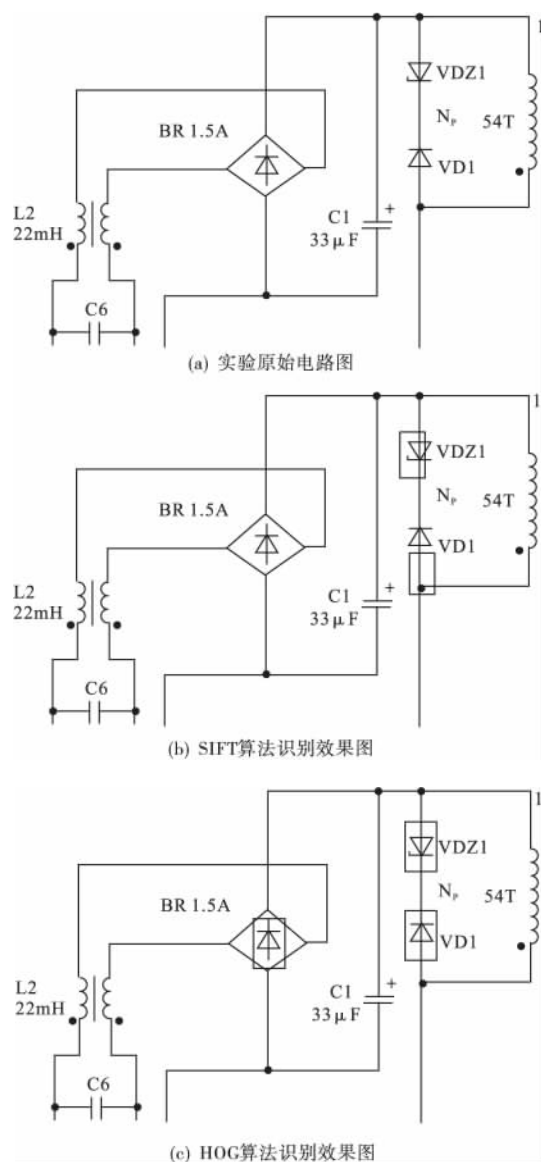 1
VDZ1
BR 1.5A
N_P 54T
VD1
L2
22mH
C1 +
33μF
C6
(a) 实验原始电路图
1
VDZ1
BR 1.5A
N_P 54T
VD1
L2
22mH
C1 +
33μF
C6
(b) SIFT算法识别效果图
1
VDZ1
BR 1.5A
N_P 54T
VD1
L2
22mH
C1 +
33μF
C6
(c) HOG算法识别效果图